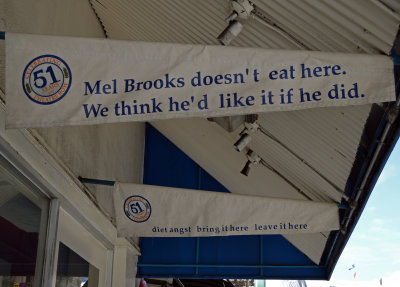 51
Mel Brooks doesn't eat here.
We think he'd like it if he did.
51
diet angst bring it here leave it here